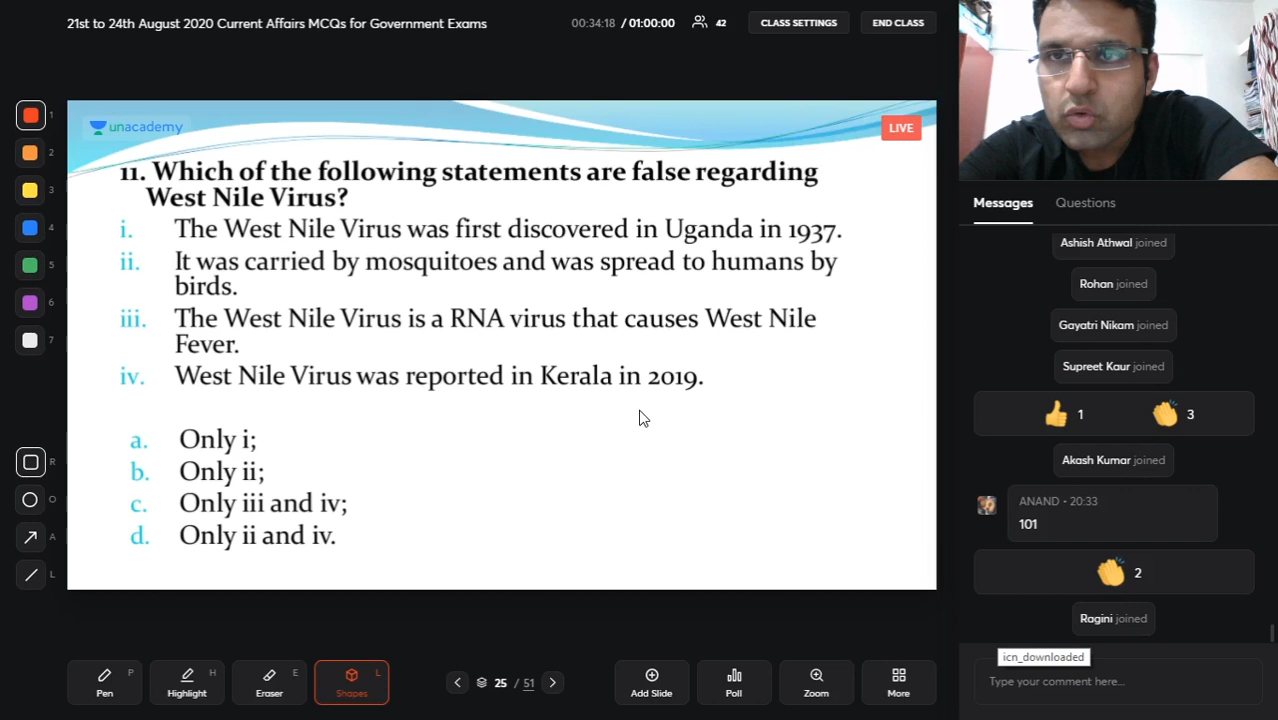 21st to 24th August 2020 Current Affairs MCQs for Government Exams
00:34:18 / 01:00:00
42
CLASS SETTINGS
END CLASS
1
2
3
4
5
6
7
R
O
A
L
unacademy
LIVE
11. Which of the following statements are false regarding
West Nile Virus?
i. The West Nile Virus was first discovered in Uganda in 1937.
ii. It was carried by mosquitoes and was spread to humans by
birds.
iii. The West Nile Virus is a RNA virus that causes West Nile
Fever.
iv. West Nile Virus was reported in Kerala in 2019.
a. Only i;
b. Only ii;
c. Only iii and iv;
d. Only ii and iv.
Messages Questions
Ashish Athwal joined
Rohan joined
Gayatri Nikam joined
Supreet Kaur joined
1 3
Akash Kumar joined
ANAND • 20:33
101
2
Ragini joined
icn_downloaded
Type your comment here...
Pen P
Highlight H
Eraser E
Shapes L
25 / 51
Add Slide
Poll
Zoom
More